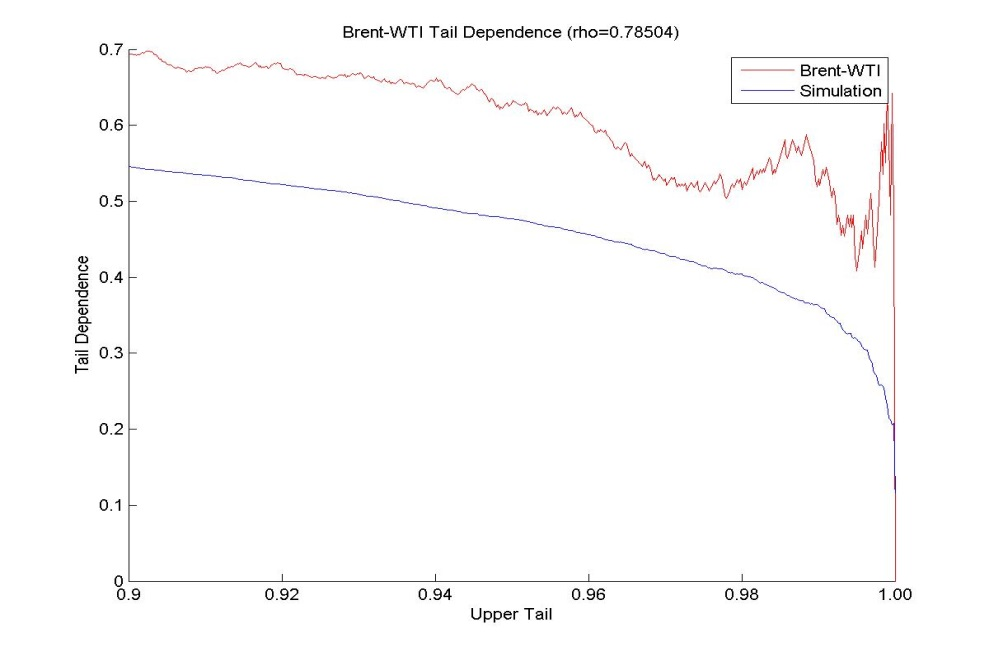 Brent-WTI Tail Dependence (rho=0.78504)
Brent-WTI
Simulation
Tail Dependence
0.7
0.6
0.5
0.4
0.3
0.2
0.1
0
0.9 0.92 0.94 0.96 0.98 1.00
Upper Tail